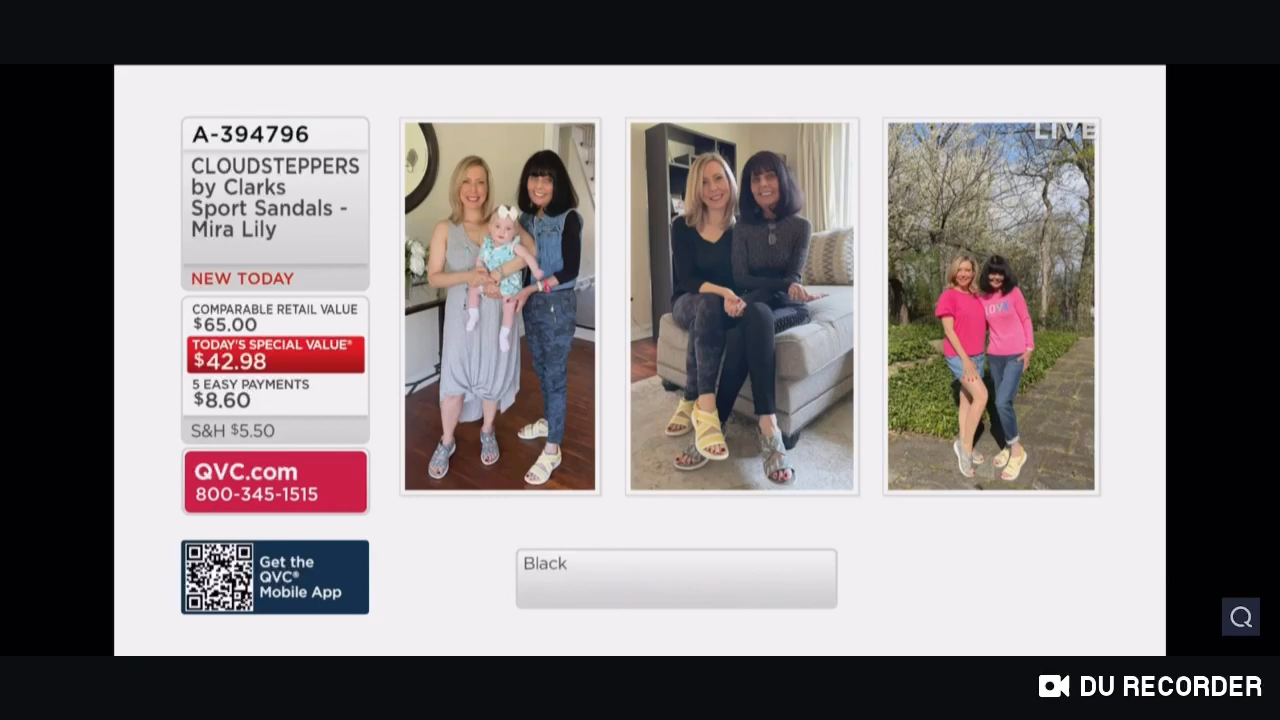 A-394796
CLOUDSTEPPERS
by Clarks
Sport Sandals -
Mira Lily
NEW TODAY
COMPARABLE RETAIL VALUE
$65.00
TODAY'S SPECIAL VALUE®
$42.98
5 EASY PAYMENTS
$8.60
S&H $5.50
QVC.com
800-345-1515
Get the
QVC®
Mobile App
LIVE
Black
Q
DU RECORDER